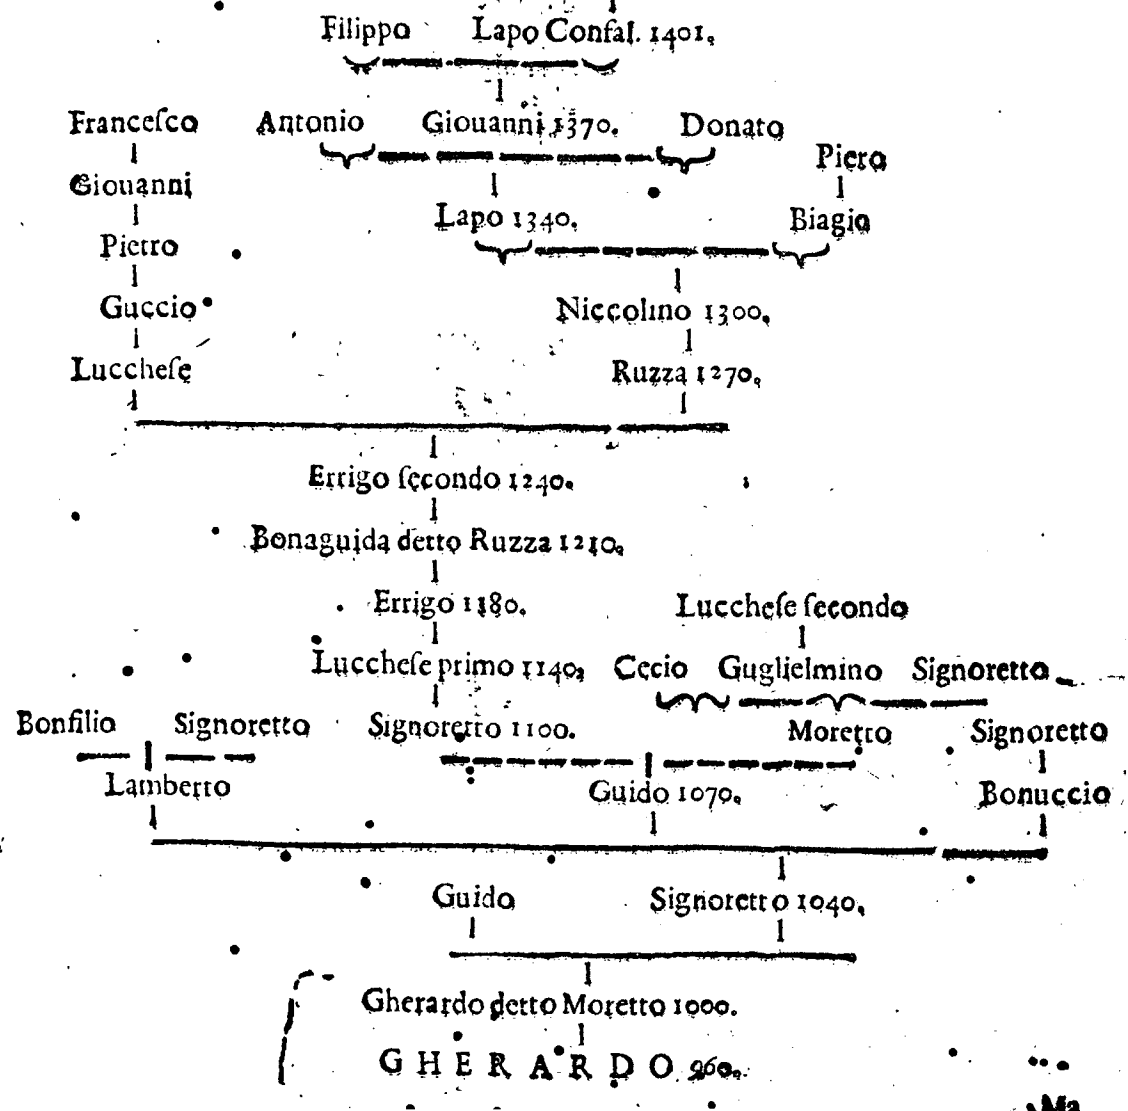 Filippo Lapo Confal. 1401.
Franceſco Antonio Giouanni 1370. Donato
Piero
Giouanni
Lapo 1340. Biagio
Pietro
Guccio Niccolino 1300.
Luccheſe Ruzza 1270.
Errigo ſecondo 1240.
Bonaguida detto Ruzza 1210.
Errigo 1180. Luccheſe ſecondo
Luccheſe primo 1140. Ceccio Guglielmino Signoretto
Bonfilio Signoretto Signoretto 1100. Moretto Signoretto
Lamberto Guido 1070. Bonuccio
Guido Signoretto 1040.
Gherardo detto Moretto 1000.
GHERARDO 960.
Ma